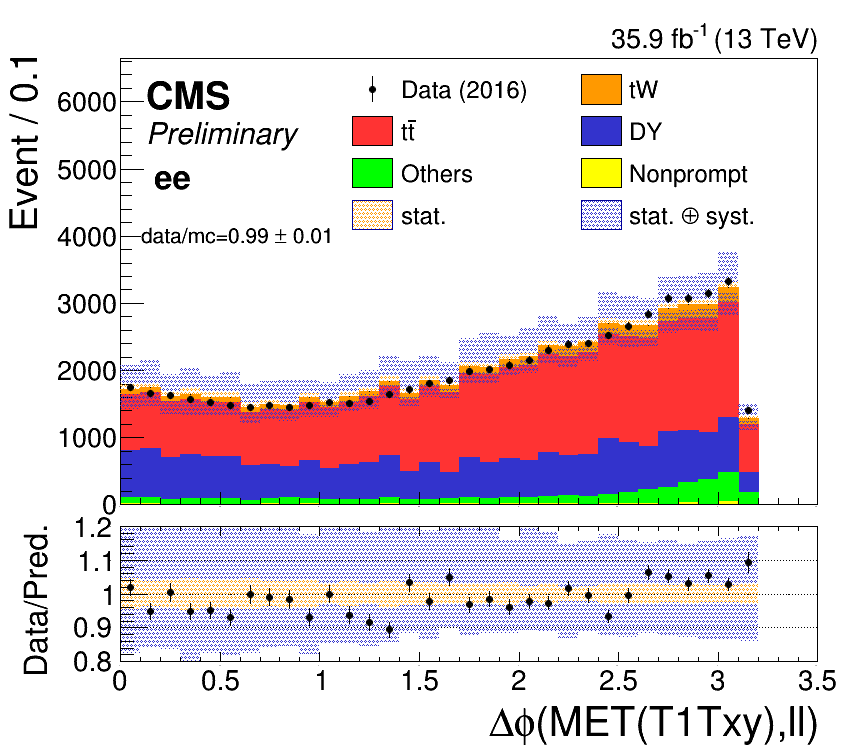 35.9 fb⁻¹ (13 TeV)
Event / 0.1
CMS
Preliminary
ee
data/mc=0.99 ± 0.01
Data (2016)
tW
tt̄
DY
Others
Nonprompt
stat.
stat. ⊕ syst.
6000
5000
4000
3000
2000
1000
0
Data/Pred.
1.2
1.1
1
0.9
0.8
0 0.5 1 1.5 2 2.5 3 3.5
Δϕ(MET(T1Txy),ll)